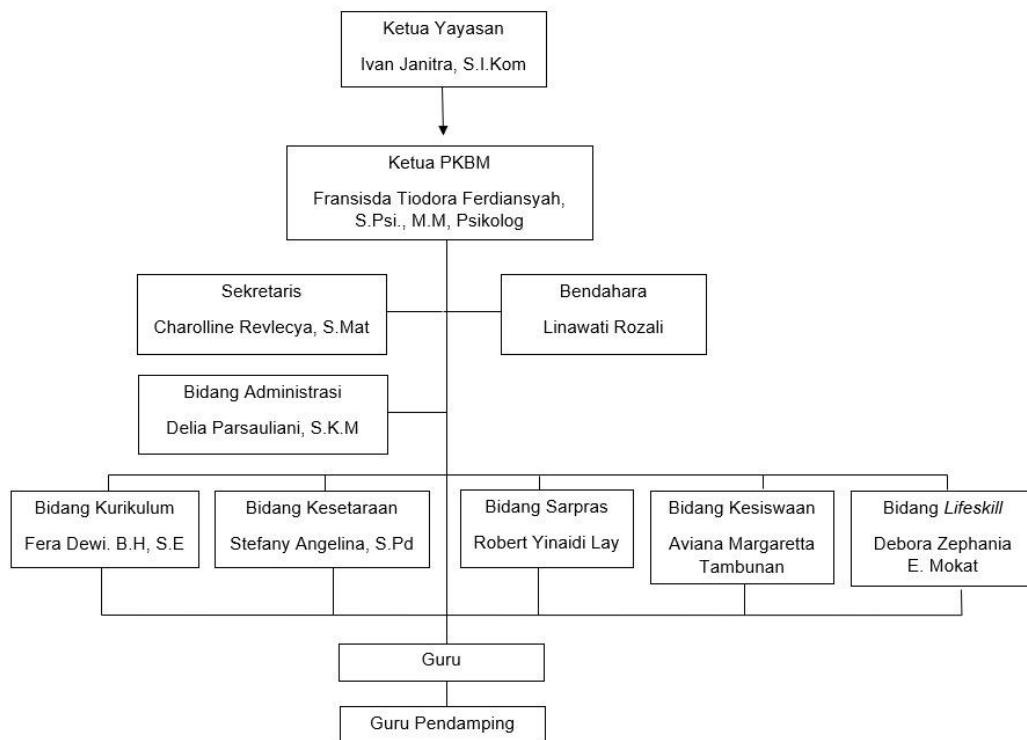 Ketua Yayasan
Ivan Janitra, S.I.Kom
Ketua PKBM
Fransisda Tiodora Ferdiansyah,
S.Psi., M.M, Psikolog
Sekretaris
Charolline Revlecya, S.Mat
Bendahara
Linawati Rozali
Bidang Administrasi
Delia Parsauliani, S.K.M
Bidang Kurikulum
Fera Dewi. B.H, S.E
Bidang Kesetaraan
Stefany Angelina, S.Pd
Bidang Sarpras
Robert Yinaidi Lay
Bidang Kesiswaan
Aviana Margaretta
Tambunan
Bidang Lifeskill
Debora Zephania
E. Mokat
Guru
Guru Pendamping